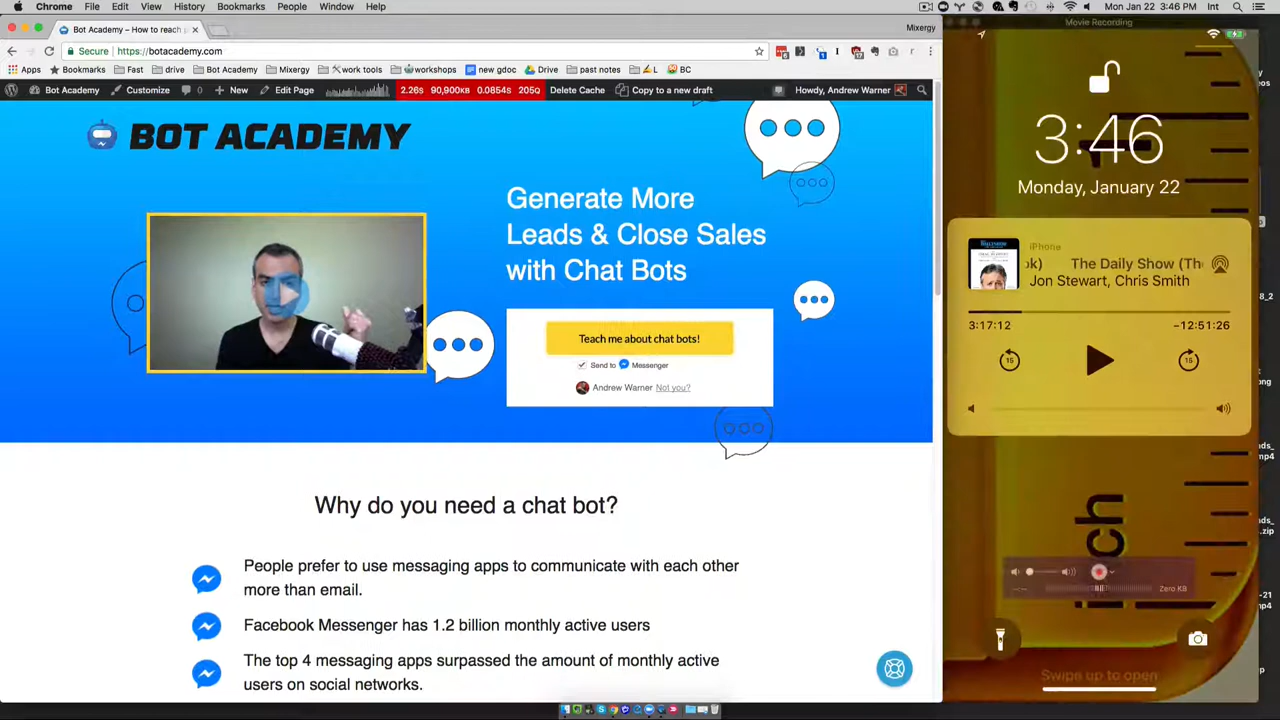 Chrome File Edit View History Bookmarks People Window Help
Mon Jan 22 3:46 PM Int
Bot Academy – How to reach
Mixergy
Secure https://botacademy.com
Apps Bookmarks Fast drive Bot Academy Mixergy work tools workshops new gdoc Drive past notes L BC
Bot Academy Customize 0 New Edit Page 2.26S 90,900KB 0.0854S 205Q Delete Cache Copy to a new draft Howdy, Andrew Warner
BOT ACADEMY
Generate More
Leads & Close Sales
with Chat Bots
Teach me about chat bots!
Send to Messenger
Andrew Warner Not you?
Why do you need a chat bot?
People prefer to use messaging apps to communicate with each other
more than email.
Facebook Messenger has 1.2 billion monthly active users
The top 4 messaging apps surpassed the amount of monthly active
users on social networks.
Movie Recording
3:46
Monday, January 22
iPhone
ok) The Daily Show (The
Jon Stewart, Chris Smith
3:17:12 −12:51:26
15 15
1
inch
--:-- Zero KB
Swipe up to open